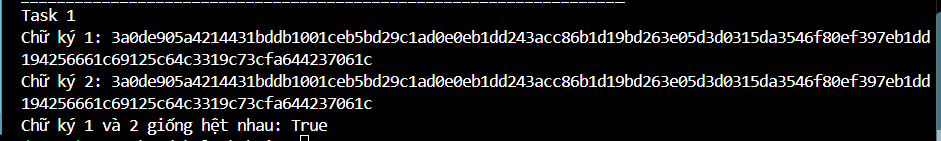 Task 1
Chữ ký 1: 3a0de905a4214431bddb1001ceb5bd29c1ad0e0eb1dd243acc86b1d19bd263e05d3d0315da3546f80ef397eb1dd
194256661c69125c64c3319c73cfa644237061c
Chữ ký 2: 3a0de905a4214431bddb1001ceb5bd29c1ad0e0eb1dd243acc86b1d19bd263e05d3d0315da3546f80ef397eb1dd
194256661c69125c64c3319c73cfa644237061c
Chữ ký 1 và 2 giống hệt nhau: True